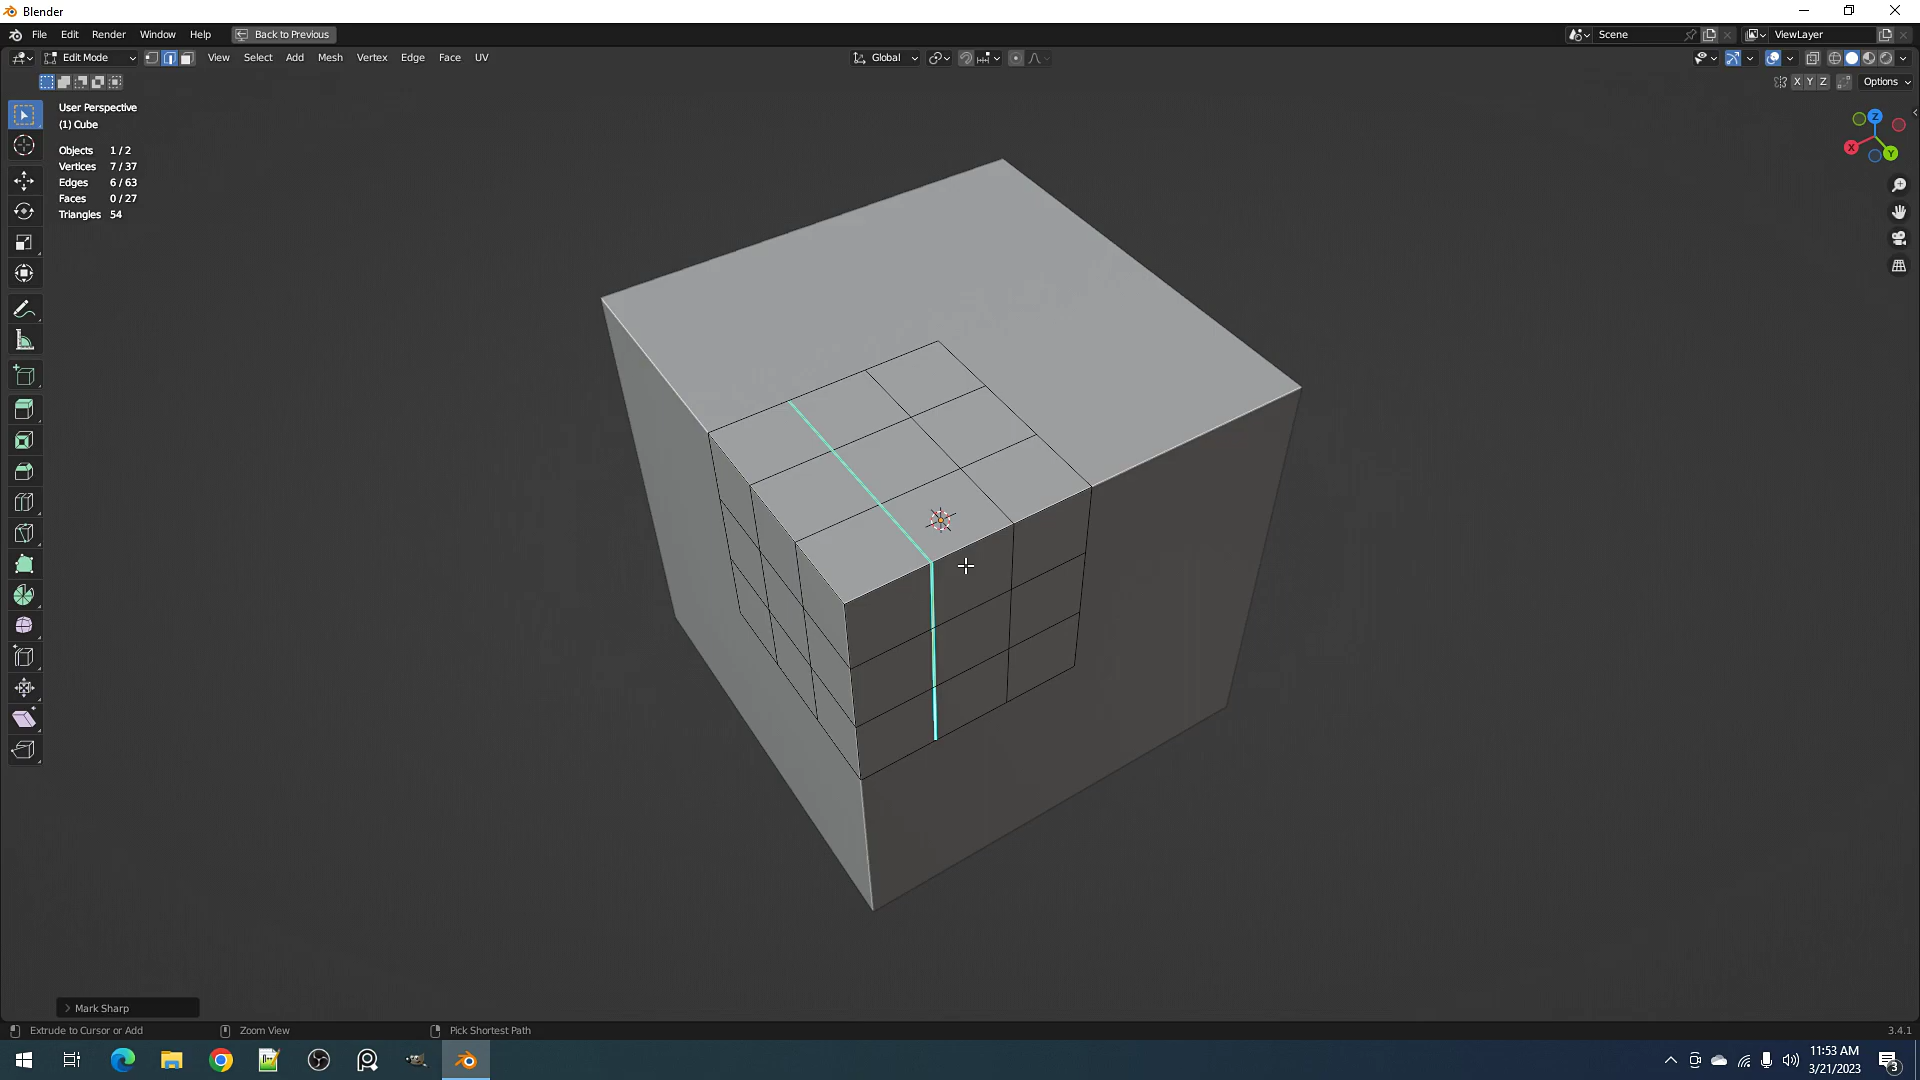 Blender
File Edit Render Window Help Back to Previous Scene ViewLayer
Edit Mode View Select Add Mesh Vertex Edge Face UV Global
X Y Z Options
User Perspective
(1) Cube
Objects 1 / 2
Vertices 7 / 37
Edges 6 / 63
Faces 0 / 27
Triangles 54
Z
X
Y
Mark Sharp
Extrude to Cursor or Add Zoom View Pick Shortest Path 3.4.1
11:53 AM
3/21/2023
3